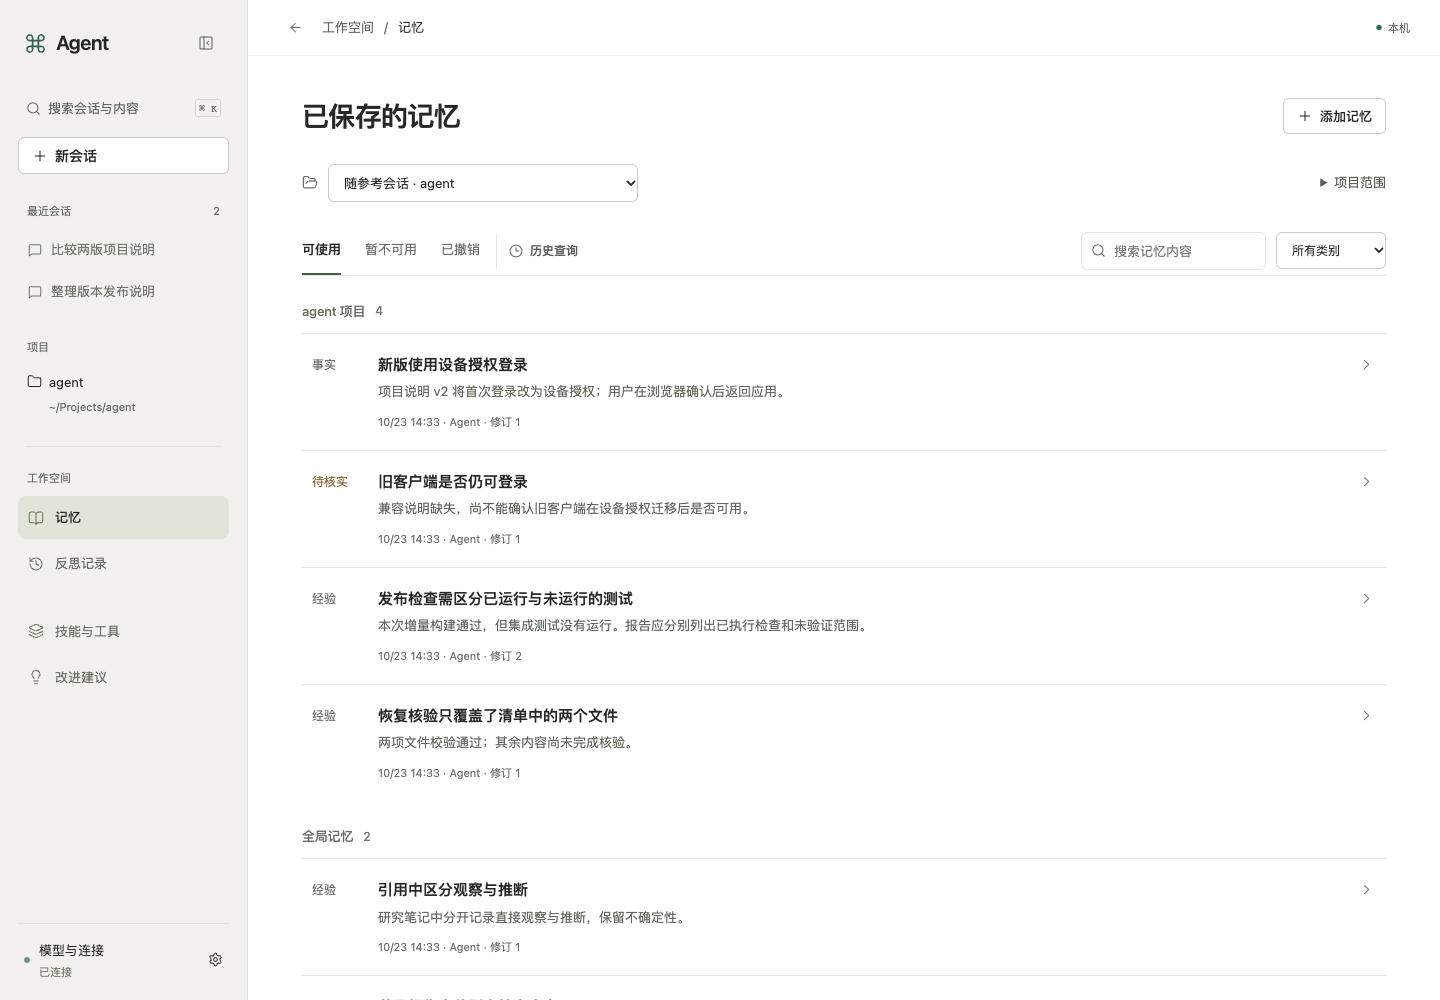 Agent
搜索会话与内容 ⌘ K
新会话
最近会话 2
比较两版项目说明
整理版本发布说明
项目
agent
~/Projects/agent
工作空间
记忆
反思记录
技能与工具
改进建议
模型与连接
已连接
工作空间 / 记忆
本机
已保存的记忆
添加记忆
随参考会话 · agent
项目范围
可使用 暂不可用 已撤销 历史查询
搜索记忆内容
所有类别
agent 项目 4
事实 新版使用设备授权登录
项目说明 v2 将首次登录改为设备授权；用户在浏览器确认后返回应用。
10/23 14:33 · Agent · 修订 1
待核实 旧客户端是否仍可登录
兼容说明缺失，尚不能确认旧客户端在设备授权迁移后是否可用。
10/23 14:33 · Agent · 修订 1
经验 发布检查需区分已运行与未运行的测试
本次增量构建通过，但集成测试没有运行。报告应分别列出已执行检查和未验证范围。
10/23 14:33 · Agent · 修订 2
经验 恢复核验只覆盖了清单中的两个文件
两项文件校验通过；其余内容尚未完成核验。
10/23 14:33 · Agent · 修订 1
全局记忆 2
经验 引用中区分观察与推断
研究笔记中分开记录直接观察与推断，保留不确定性。
10/23 14:33 · Agent · 修订 1